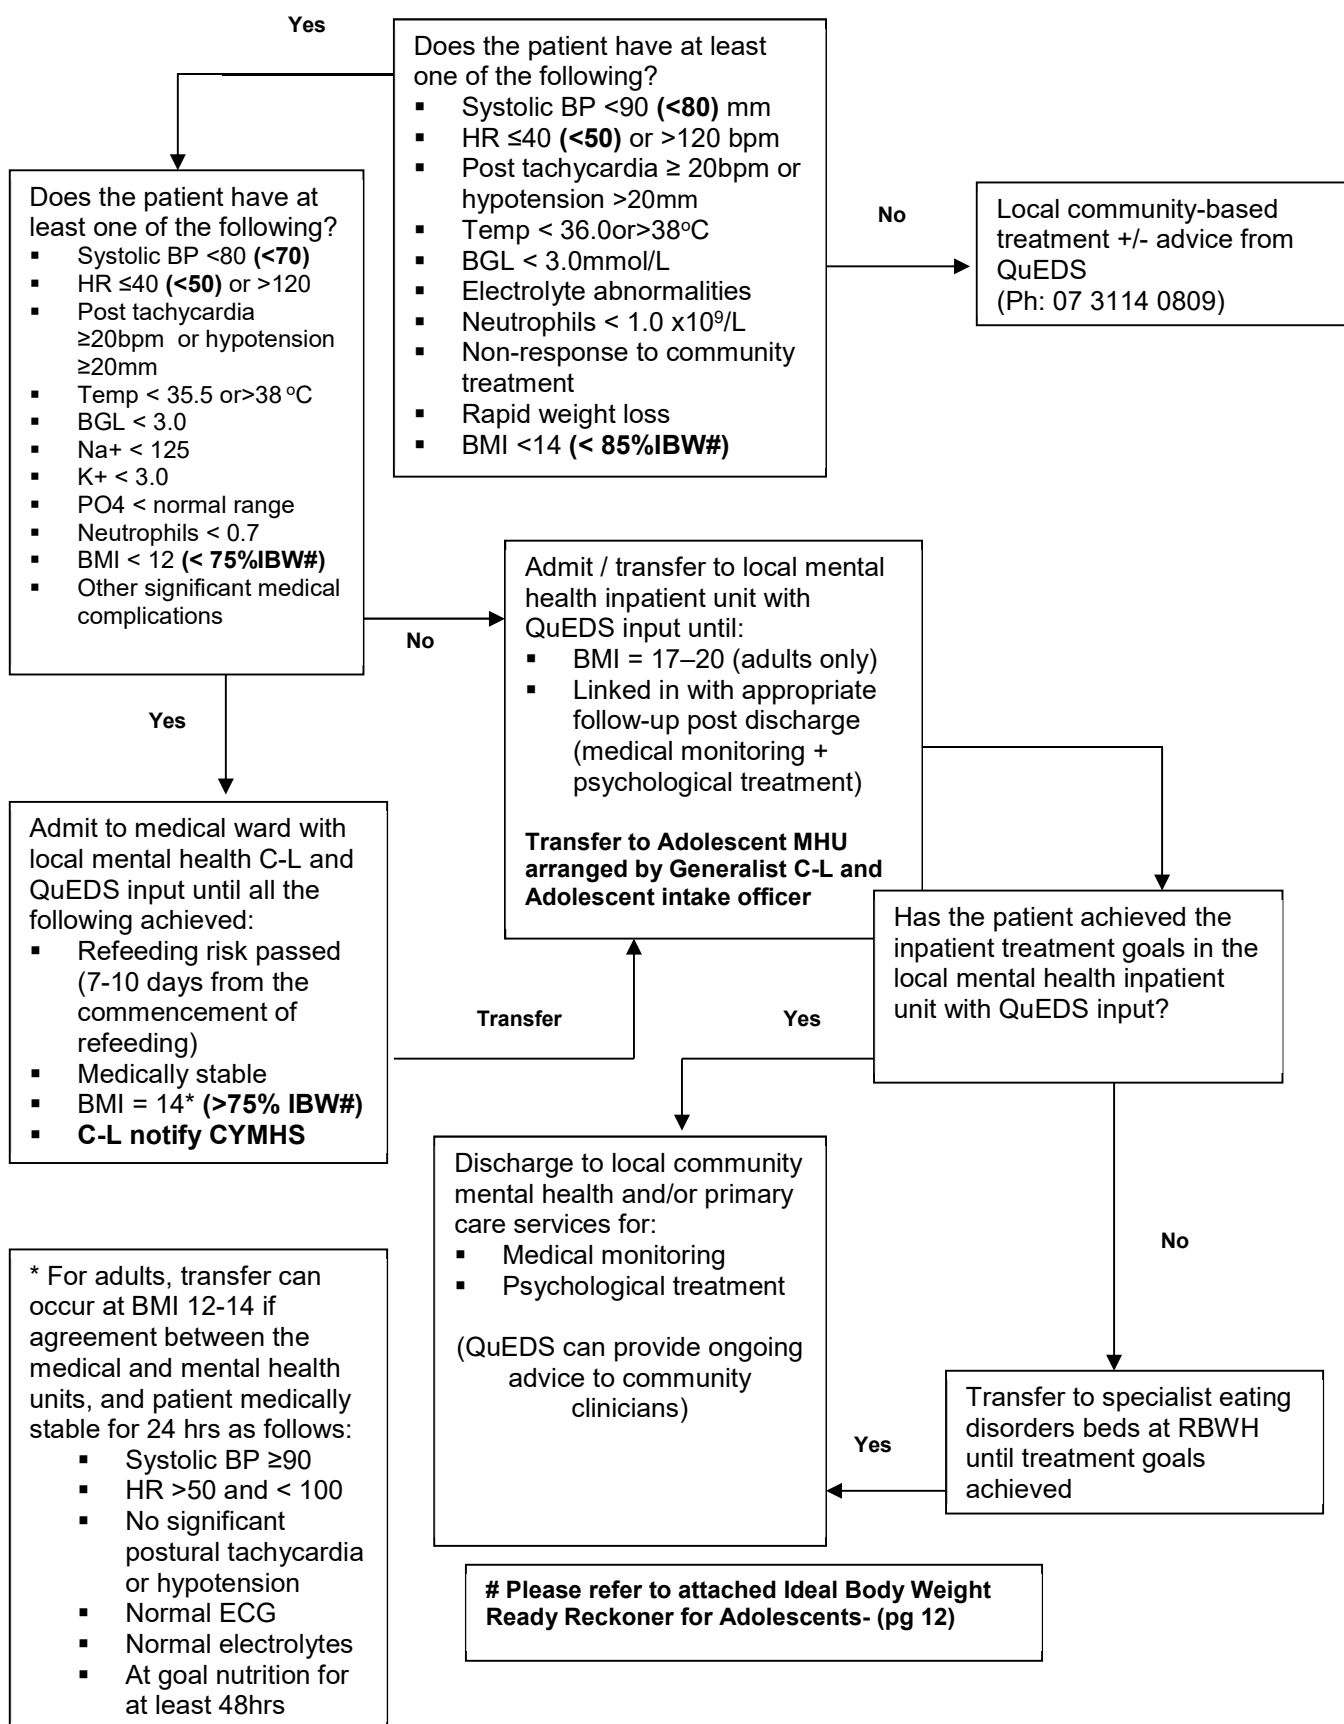 Yes
Does the patient have at least
one of the following?
▪ Systolic BP <90 (<80) mm
▪ HR ≤40 (<50) or >120 bpm
▪ Post tachycardia ≥ 20bpm or
hypotension >20mm
▪ Temp < 36.0or>38ºC
▪ BGL < 3.0mmol/L
▪ Electrolyte abnormalities
▪ Neutrophils < 1.0 x10⁹/L
▪ Non-response to community
treatment
▪ Rapid weight loss
▪ BMI <14 (< 85%IBW#)
No
Local community-based
treatment +/- advice from
QuEDS
(Ph: 07 3114 0809)
Does the patient have at
least one of the following?
▪ Systolic BP <80 (<70)
▪ HR ≤40 (<50) or >120
▪ Post tachycardia
≥20bpm or hypotension
≥20mm
▪ Temp < 35.5 or>38 ºC
▪ BGL < 3.0
▪ Na+ < 125
▪ K+ < 3.0
▪ PO4 < normal range
▪ Neutrophils < 0.7
▪ BMI < 12 (< 75%IBW#)
▪ Other significant medical
complications
No
Yes
Admit / transfer to local mental
health inpatient unit with
QuEDS input until:
▪ BMI = 17–20 (adults only)
▪ Linked in with appropriate
follow-up post discharge
(medical monitoring +
psychological treatment)
Transfer to Adolescent MHU
arranged by Generalist C-L and
Adolescent intake officer
Admit to medical ward with
local mental health C-L and
QuEDS input until all the
following achieved:
▪ Refeeding risk passed
(7-10 days from the
commencement of
refeeding)
▪ Medically stable
▪ BMI = 14* (>75% IBW#)
▪ C-L notify CYMHS
Transfer
Has the patient achieved the
inpatient treatment goals in the
local mental health inpatient
unit with QuEDS input?
Yes
No
Discharge to local community
mental health and/or primary
care services for:
▪ Medical monitoring
▪ Psychological treatment
(QuEDS can provide ongoing
advice to community
clinicians)
Transfer to specialist eating
disorders beds at RBWH
until treatment goals
achieved
Yes
* For adults, transfer can
occur at BMI 12-14 if
agreement between the
medical and mental health
units, and patient medically
stable for 24 hrs as follows:
▪ Systolic BP ≥90
▪ HR >50 and < 100
▪ No significant
postural tachycardia
or hypotension
▪ Normal ECG
▪ Normal electrolytes
▪ At goal nutrition for
at least 48hrs
# Please refer to attached Ideal Body Weight
Ready Reckoner for Adolescents- (pg 12)